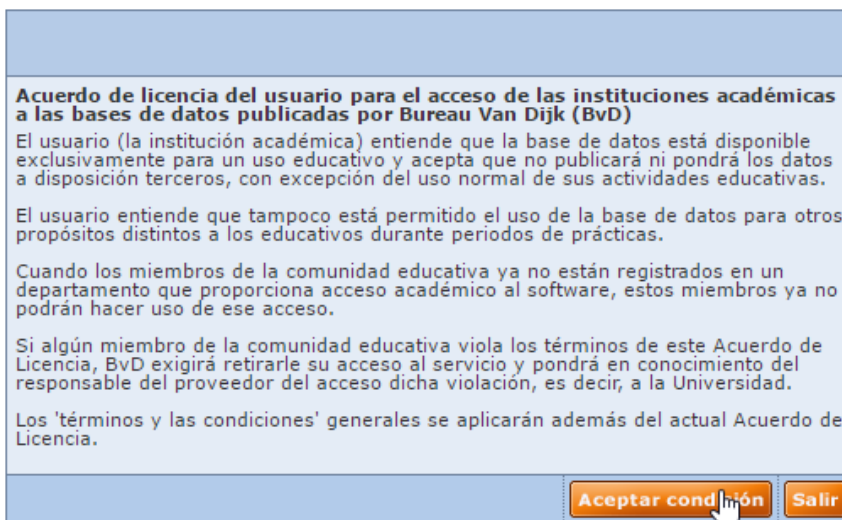 Acuerdo de licencia del usuario para el acceso de las instituciones académicas
a las bases de datos publicadas por Bureau Van Dijk (BvD)
El usuario (la institución académica) entiende que la base de datos está disponible
exclusivamente para un uso educativo y acepta que no publicará ni pondrá los datos
a disposición terceros, con excepción del uso normal de sus actividades educativas.
El usuario entiende que tampoco está permitido el uso de la base de datos para otros
propósitos distintos a los educativos durante periodos de prácticas.
Cuando los miembros de la comunidad educativa ya no están registrados en un
departamento que proporciona acceso académico al software, estos miembros ya no
podrán hacer uso de ese acceso.
Si algún miembro de la comunidad educativa viola los términos de este Acuerdo de
Licencia, BvD exigirá retirarle su acceso al servicio y pondrá en conocimiento del
responsable del proveedor del acceso dicha violación, es decir, a la Universidad.
Los 'términos y las condiciones' generales se aplicarán además del actual Acuerdo de
Licencia.
Aceptar condición Salir